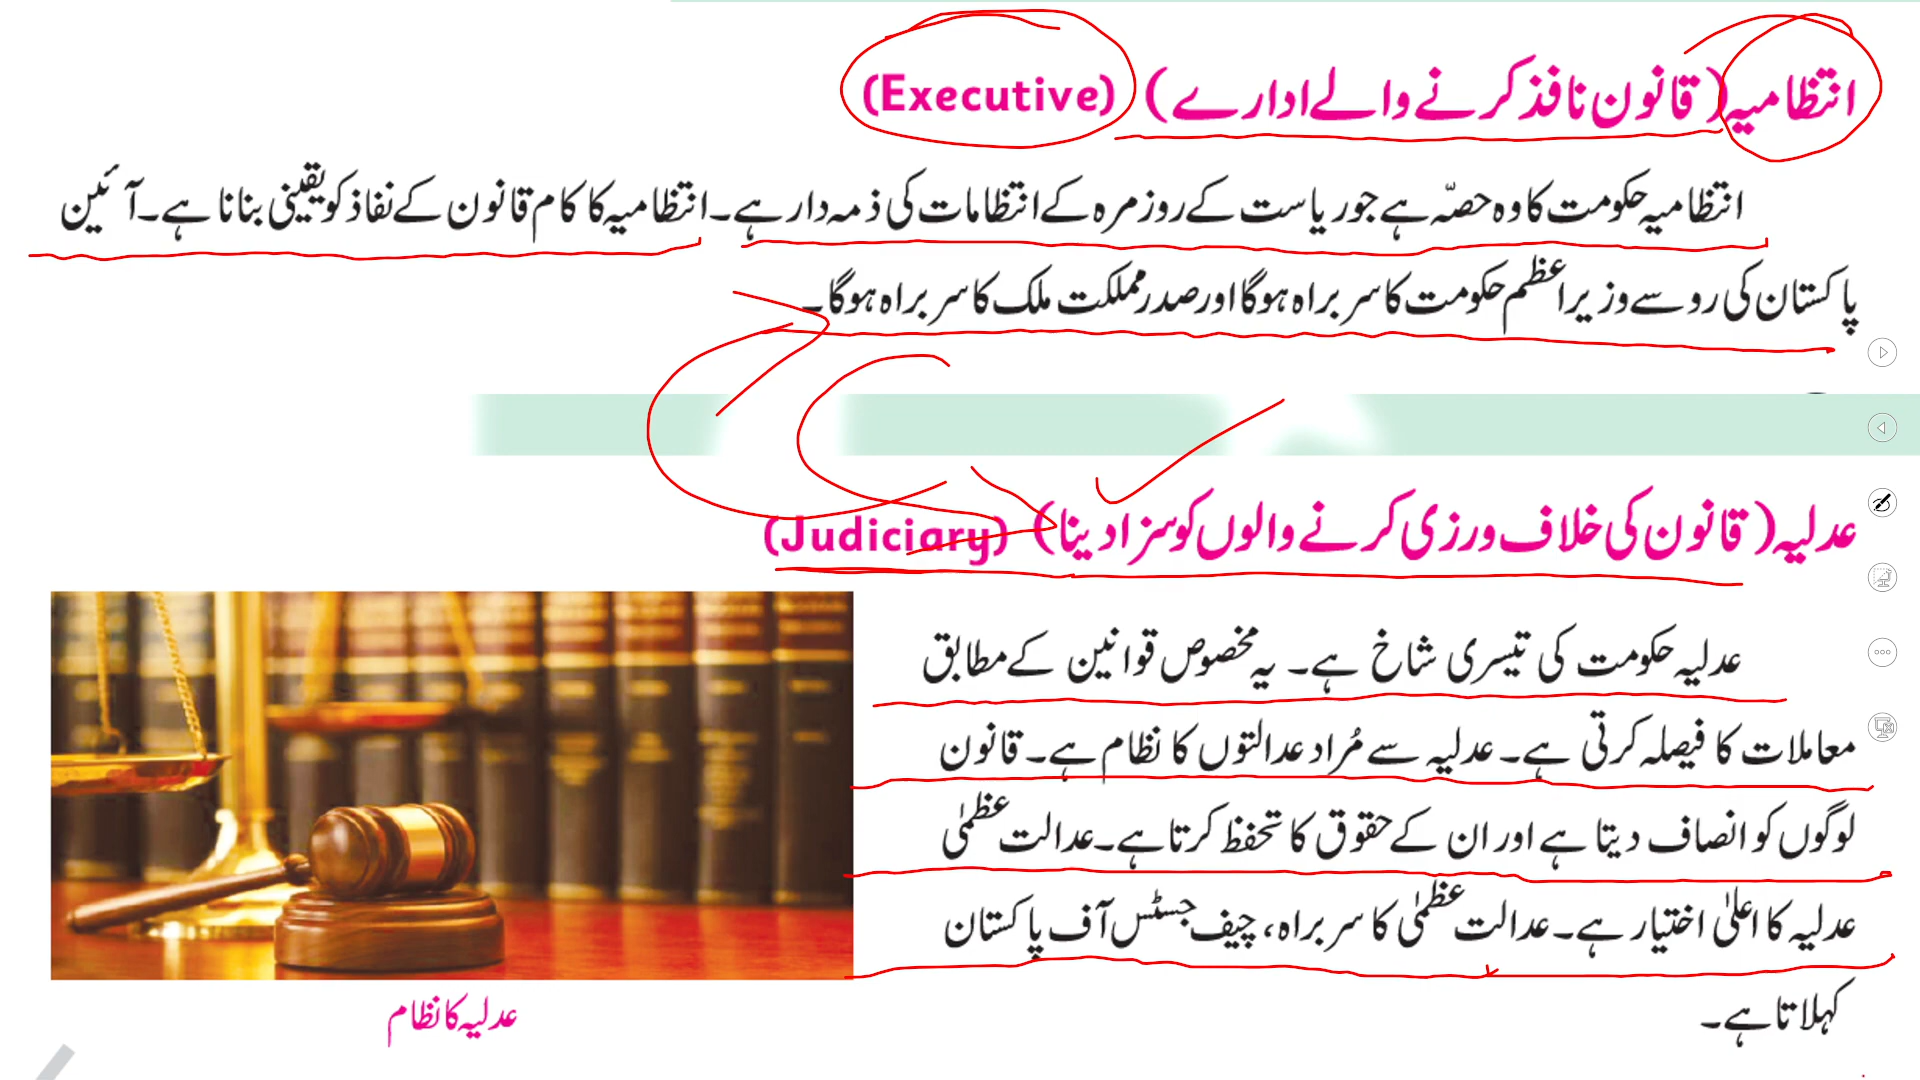 انتظامیہ (قانون نافذ کرنے والے ادارے) (Executive)
انتظامیہ حکومت کا وہ حصّہ ہے جو ریاست کے روزمرہ کے انتظامات کی ذمہ دار ہے۔ انتظامیہ کا کام قانون کے نفاذ کو یقینی بنانا ہے۔ آئین
پاکستان کی رو سے وزیر اعظم حکومت کا سربراہ ہوگا اور صدر مملکت ملک کا سربراہ ہوگا۔
عدلیہ (قانون کی خلاف ورزی کرنے والوں کو سزا دینا) (Judiciary)
عدلیہ حکومت کی تیسری شاخ ہے۔ یہ مخصوص قوانین کے مطابق
معاملات کا فیصلہ کرتی ہے۔ عدلیہ سے مُراد عدالتوں کا نظام ہے۔ قانون
لوگوں کو انصاف دیتا ہے اور ان کے حقوق کا تحفظ کرتا ہے۔ عدالت عظمیٰ
عدلیہ کا اعلیٰ اختیار ہے۔ عدالت عظمیٰ کا سربراہ، چیف جسٹس آف پاکستان
کہلاتا ہے۔
عدلیہ کا نظام